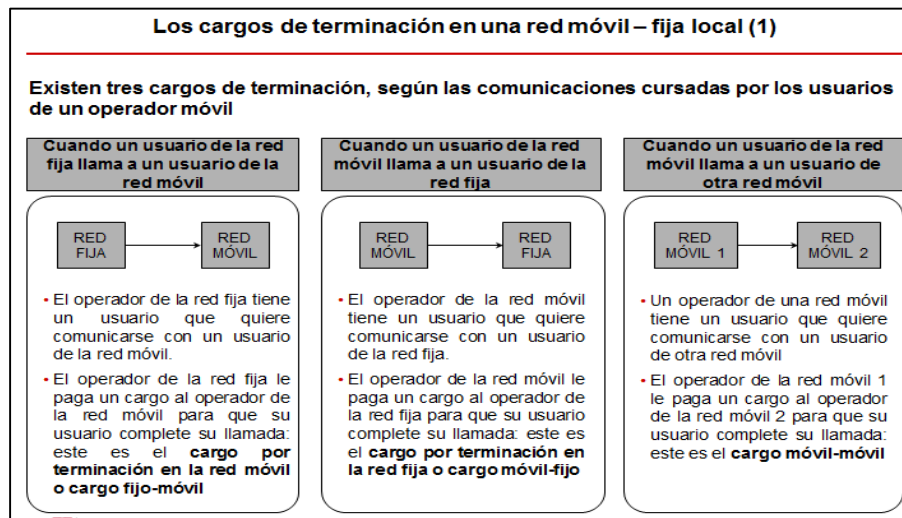 Los cargos de terminación en una red móvil – fija local (1)
Existen tres cargos de terminación, según las comunicaciones cursadas por los usuarios
de un operador móvil
Cuando un usuario de la red
fija llama a un usuario de la
red móvil
RED
FIJA
RED
MÓVIL
• El operador de la red fija tiene
un usuario que quiere
comunicarse con un usuario
de la red móvil.
• El operador de la red fija le
paga un cargo al operador de
la red móvil para que su
usuario complete su llamada:
este es el cargo por
terminación en la red móvil
o cargo fijo-móvil
Cuando un usuario de la red
móvil llama a un usuario de la
red fija
RED
MÓVIL
RED
FIJA
• El operador de la red móvil
tiene un usuario que quiere
comunicarse con un usuario
de la red fija.
• El operador de la red móvil le
paga un cargo al operador de
la red fija para que su usuario
complete su llamada: este es
el cargo por terminación en
la red fija o cargo móvil-fijo
Cuando un usuario de la red
móvil llama a un usuario de
otra red móvil
RED
MÓVIL 1
RED
MÓVIL 2
• Un operador de una red móvil
tiene un usuario que quiere
comunicarse con un usuario
de otra red móvil
• El operador de la red móvil 1
le paga un cargo al operador
de la red móvil 2 para que su
usuario complete su llamada:
este es el cargo móvil-móvil